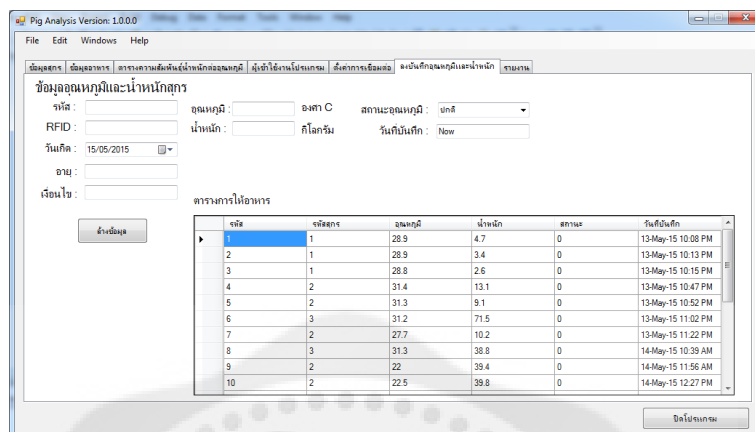 Pig Analysis Version: 1.0.0.0
File Edit Windows Help
ข้อมูลสุกร ข้อมูลอาหาร ตารางความสัมพันธ์น้ำหนักต่ออุณหภูมิ ผู้เข้าใช้งานโปรแกรม ตั้งค่าการเชื่อมต่อ ลงบันทึกอุณหภูมิและน้ำหนัก รายงาน
ข้อมูลอุณหภูมิและน้ำหนักสุกร
รหัส : อุณหภูมิ : องศา C สถานะอุณหภูมิ : ปกติ
RFID : น้ำหนัก : กิโลกรัม วันที่บันทึก : Now
วันเกิด : 15/05/2015
อายุ :
เงื่อนไข :
ตารางการให้อาหาร
ล้างข้อมูล
รหัส รหัสสุกร อุณหภูมิ น้ำหนัก สถานะ วันที่บันทึก
1 1 28.9 4.7 0 13-May-15 10:08 PM
2 1 28.9 3.4 0 13-May-15 10:13 PM
3 1 28.8 2.6 0 13-May-15 10:15 PM
4 2 31.4 13.1 0 13-May-15 10:47 PM
5 2 31.3 9.1 0 13-May-15 10:52 PM
6 3 31.2 71.5 0 13-May-15 11:02 PM
7 2 27.7 10.2 0 13-May-15 11:22 PM
8 3 31.3 38.8 0 14-May-15 10:39 AM
9 2 22 39.4 0 14-May-15 11:56 AM
10 2 22.5 39.8 0 14-May-15 12:27 PM
ปิดโปรแกรม